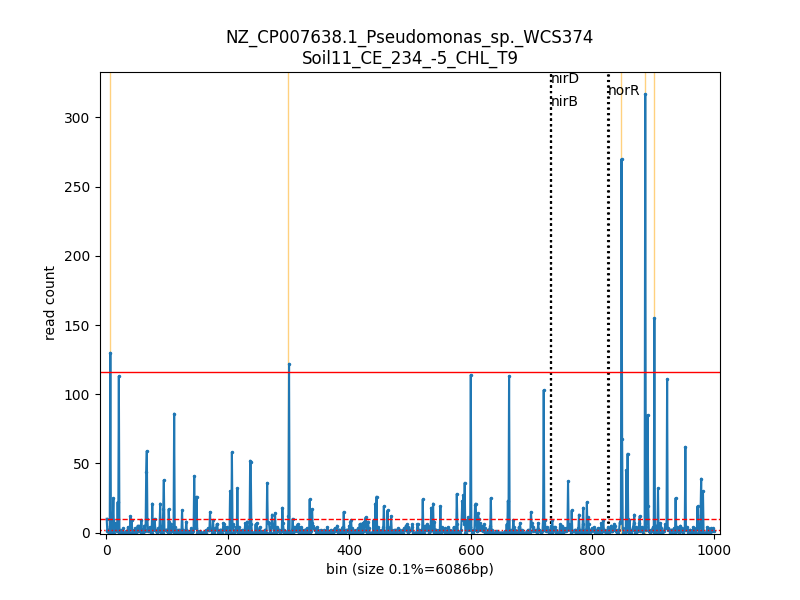 NZ_CP007638.1_Pseudomonas_sp._WCS374
Soil11_CE_234_-5_CHL_T9
nirD
nirB
norR
read count
300
250
200
150
100
50
0
0 200 400 600 800 1000
bin (size 0.1%=6086bp)